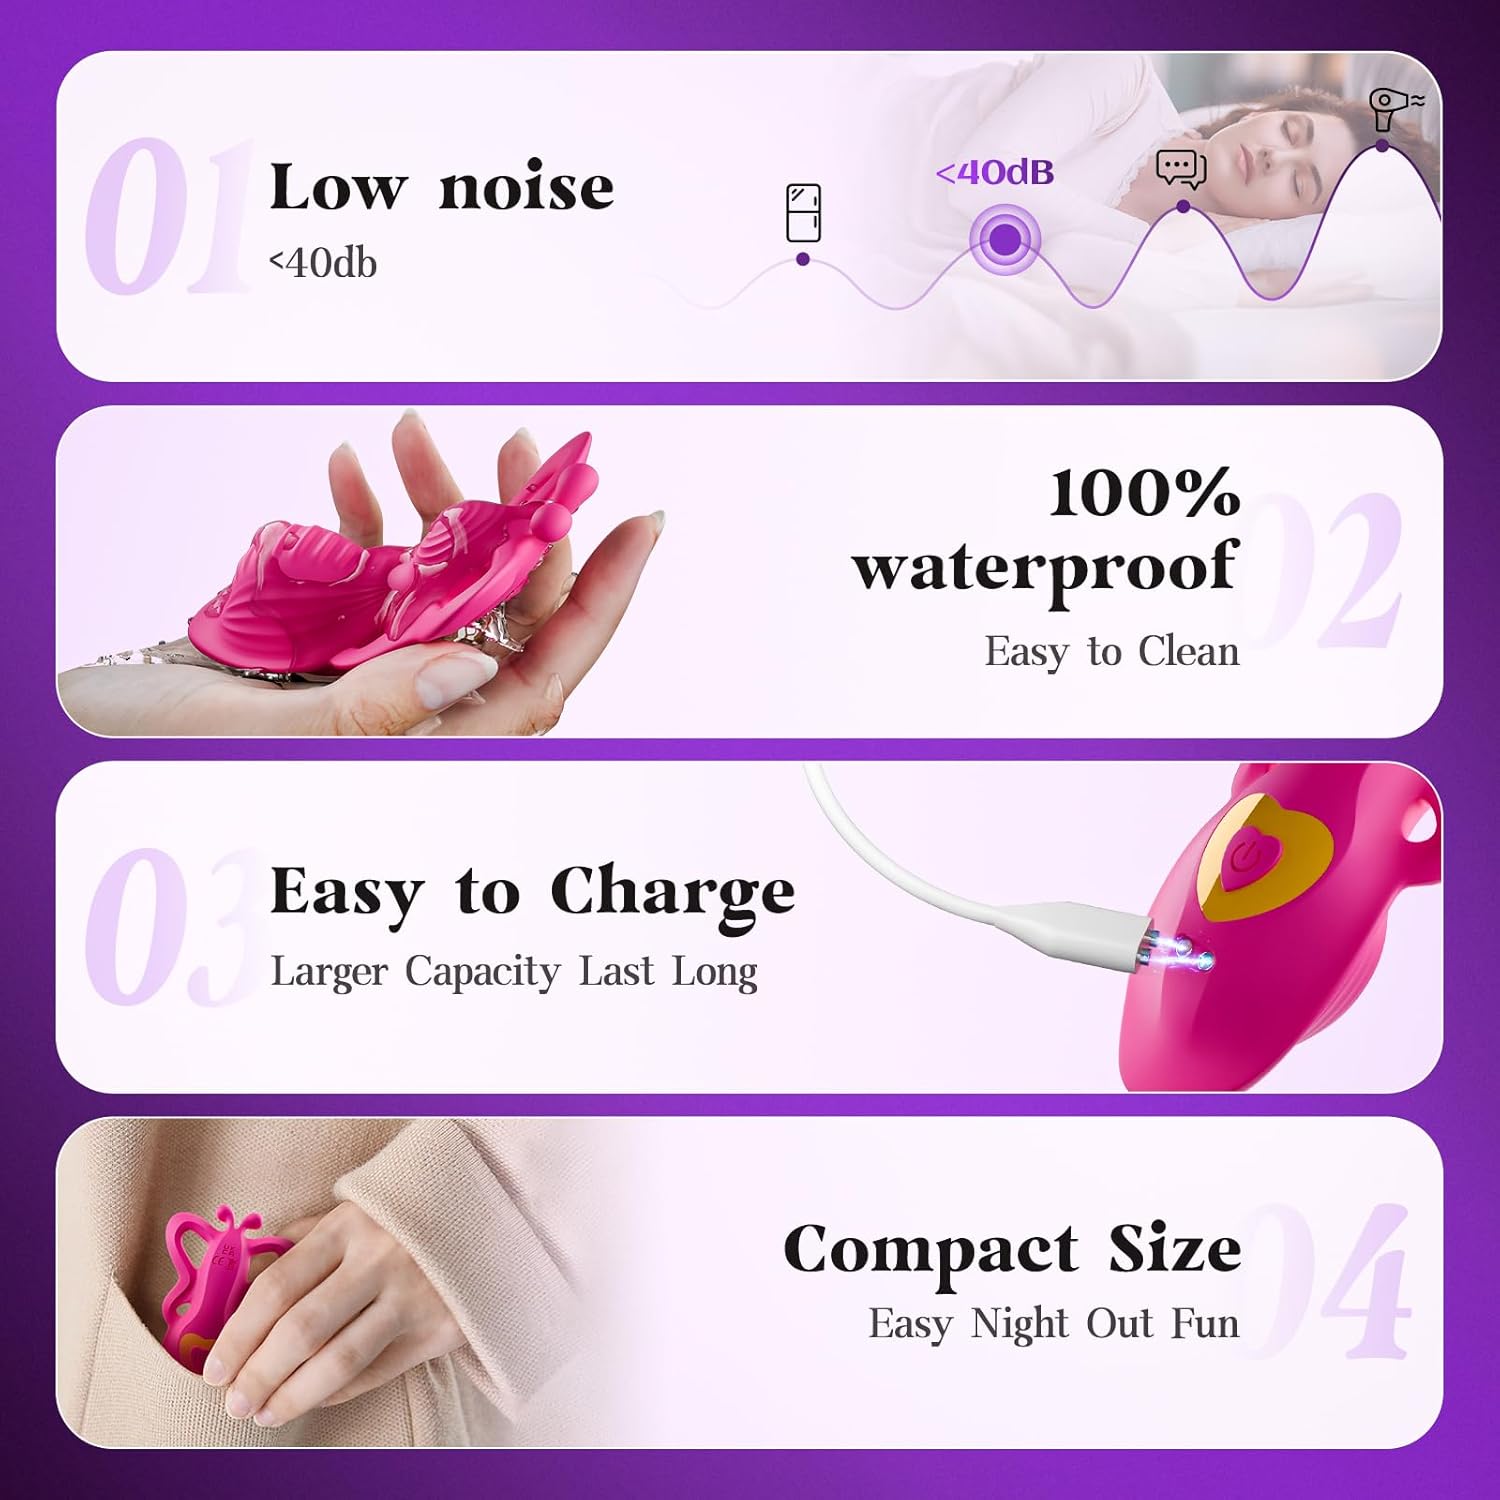 01
Low noise
<40db
<40dB
100%
waterproof
Easy to Clean
02
03
Easy to Charge
Larger Capacity Last Long
Compact Size
Easy Night Out Fun
04